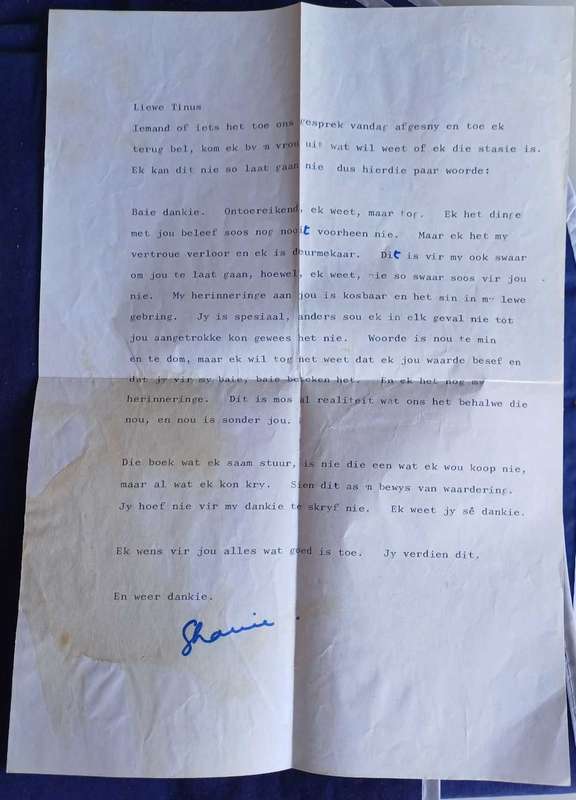 Liewe Tinus
Iemand of iets het toe ons gesprek vandag afgesny en toe ek
terug bel, kom ek by 'n vrou uit wat wil weet of ek die stasie is.
Ek kan dit nie so laat gaan nie dus hierdie paar woorde:
Baie dankie. Ontoereikend, ek weet, maar tog. Ek het dinge
met jou beleef soos nog nooit voorheen nie. Maar ek het my
vertroue verloor en ek is deurmekaar. Dit is vir my ook swaar
om jou te laat gaan, hoewel, ek weet, nie so swaar soos vir jou
nie. My herinneringe aan jou is kosbaar en het sin in my lewe
gebring. Jy is spesiaal, anders sou ek in elk geval nie tot
jou aangetrokke kon gewees het nie. Woorde is nou te min
en te dom, maar ek wil tog net weet dat ek jou waarde besef en
dat jy vir my baie, baie beteken het. En ek het nog my
herinneringe. Dit is mos al realiteit wat ons het behalwe die
nou, en nou is sonder jou.
Die boek wat ek saam stuur, is nie die een wat ek wou koop nie,
maar al wat ek kon kry. Sien dit as 'n bewys van waardering.
Jy hoef nie vir my dankie te skryf nie. Ek weet jy sê dankie.
Ek wens vir jou alles wat goed is toe. Jy verdien dit.
En weer dankie.